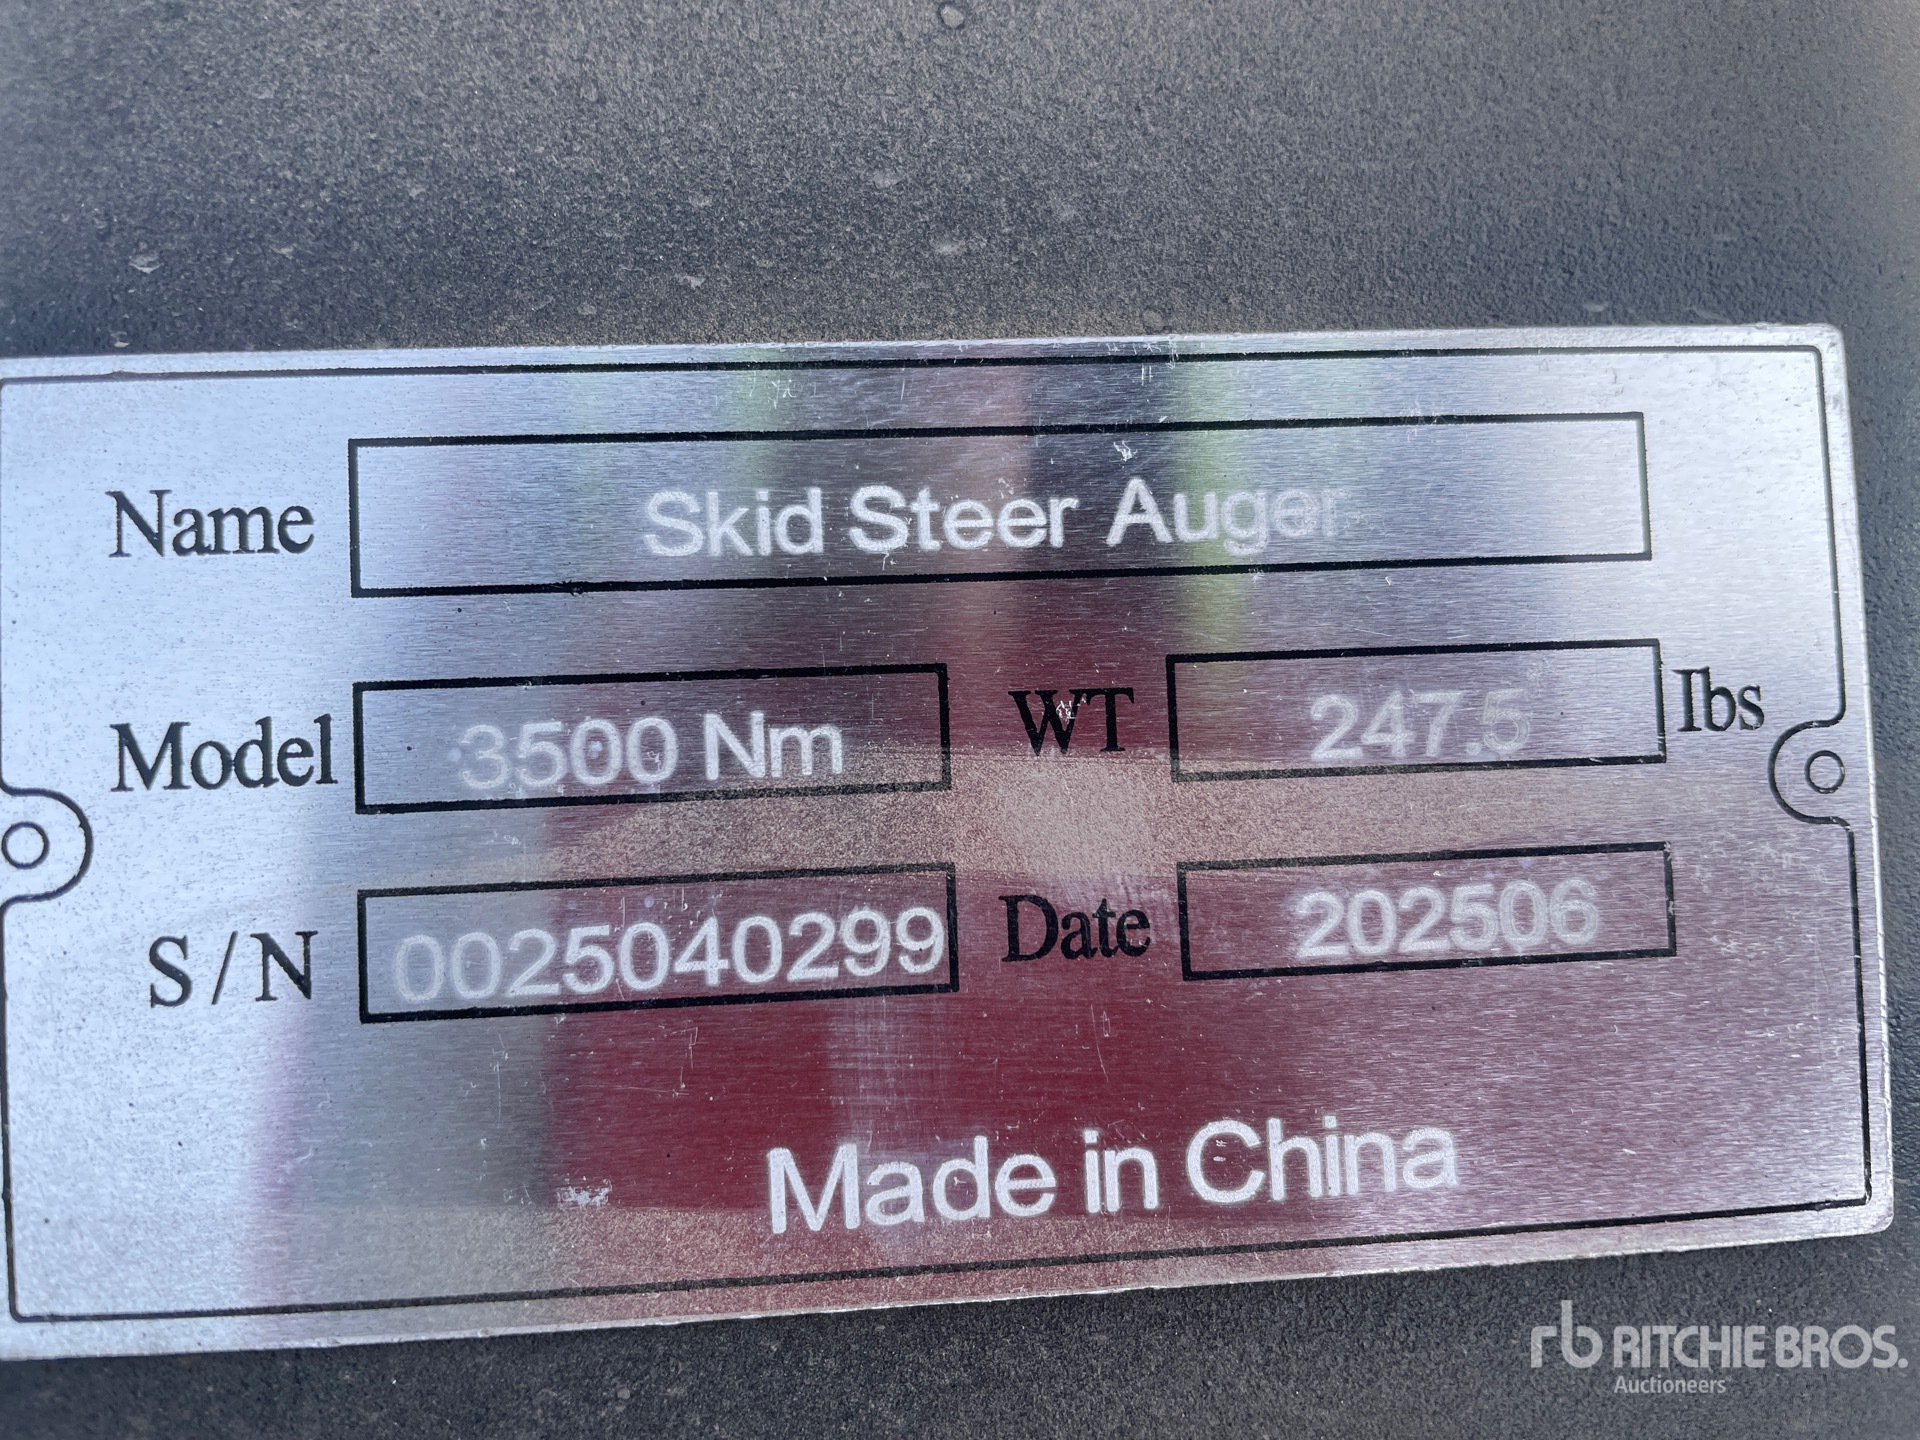 Name Skid Steer Auger
Model 3500 Nm WT 247.5 lbs
S/N 0025040299 Date 202506
Made in China
rb RITCHIE BROS.
Auctioneers